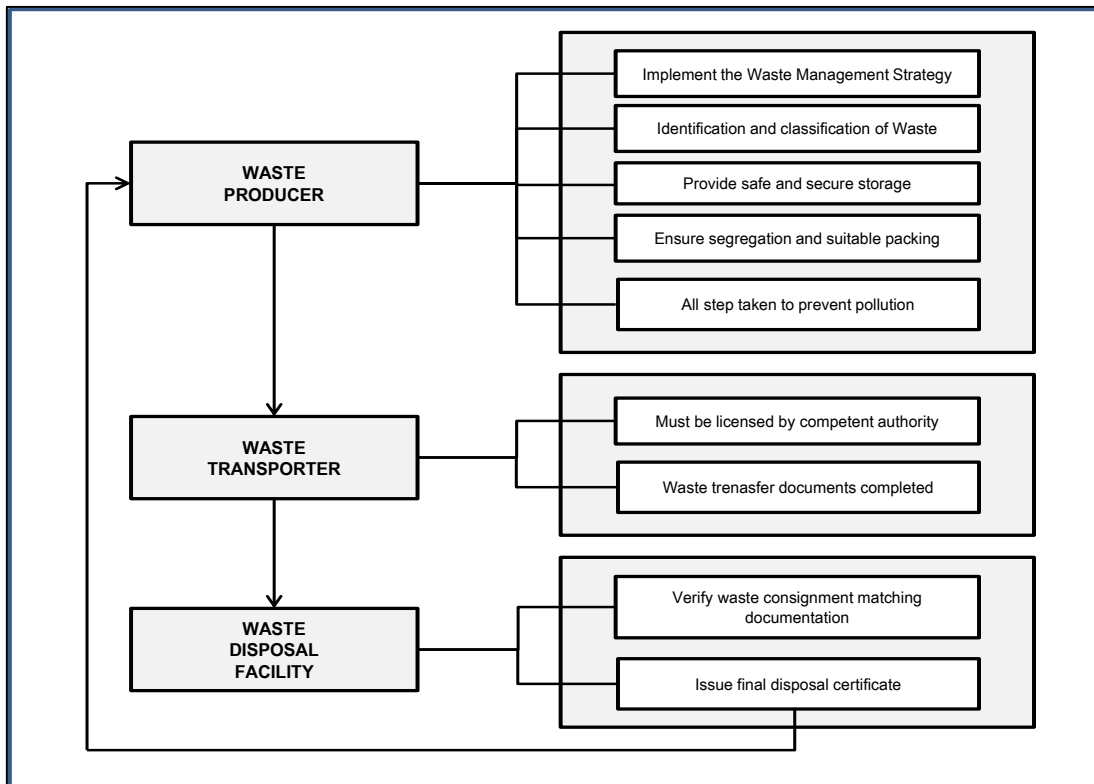 Implement the Waste Management Strategy
Identification and classification of Waste
WASTE
PRODUCER
Provide safe and secure storage
Ensure segregation and suitable packing
All step taken to prevent pollution
Must be licensed by competent authority
WASTE
TRANSPORTER
Waste trenasfer documents completed
Verify waste consignment matching
documentation
WASTE
DISPOSAL
FACILITY
Issue final disposal certificate